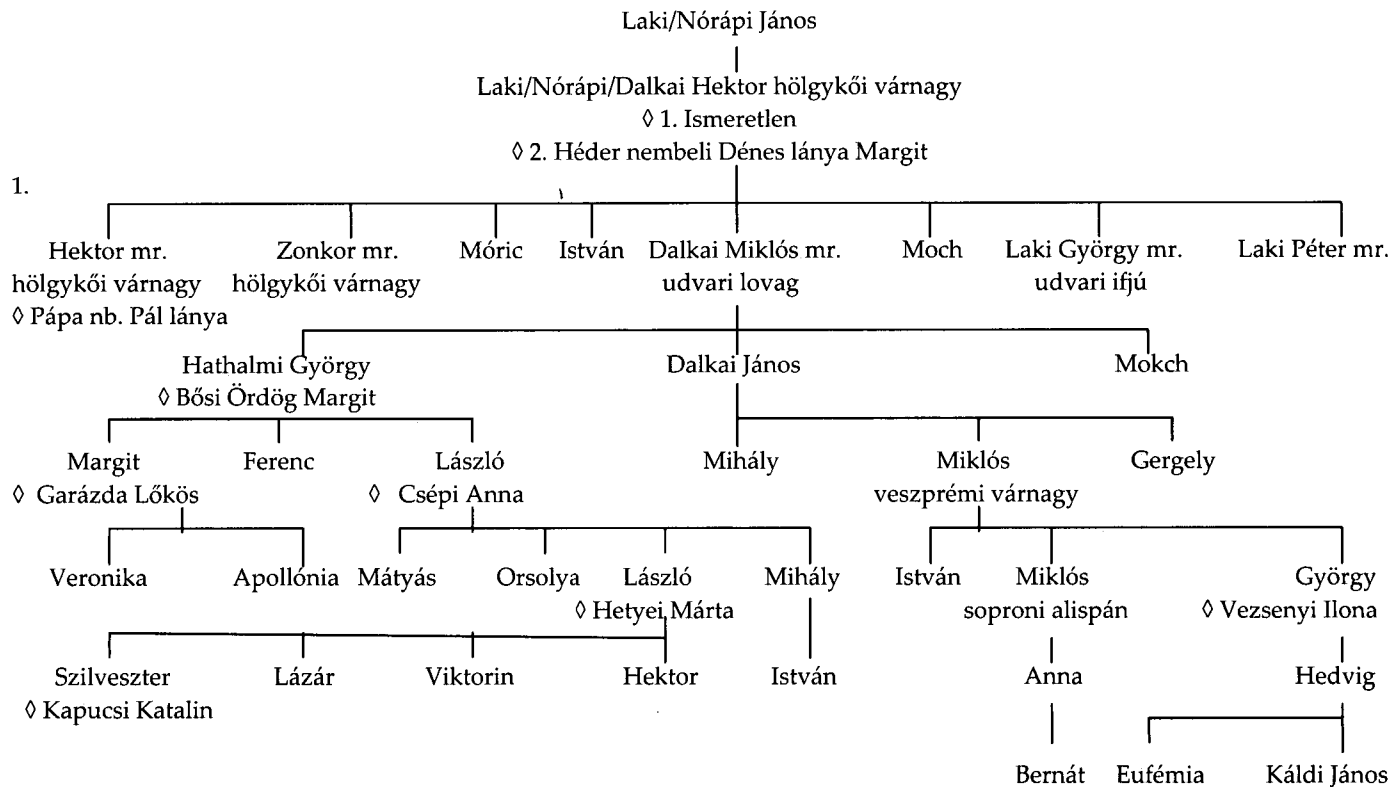 Laki/Nórápi János
Laki/Nórápi/Dalkai Hektor hölgykői várnagy
◊ 1. Ismeretlen
◊ 2. Héder nembeli Dénes lánya Margit
1.
Hektor mr. Zonkor mr. Móric István Dalkai Miklós mr. Moch Laki György mr. Laki Péter mr.
hölgykői várnagy hölgykői várnagy udvari lovag udvari ifjú
◊ Pápa nb. Pál lánya
Hathalmi György Dalkai János Mokch
◊ Bősi Ördög Margit
Margit Ferenc László Mihály Miklós Gergely
◊ Garázda Lőkös ◊ Csépi Anna veszprémi várnagy
Veronika Apollónia Mátyás Orsolya László Mihály István Miklós György
◊ Hetyei Márta soproni alispán ◊ Vezsenyi Ilona
Szilveszter Lázár Viktorin Hektor István Anna Hedvig
◊ Kapucsi Katalin
Bernát Eufémia Káldi János